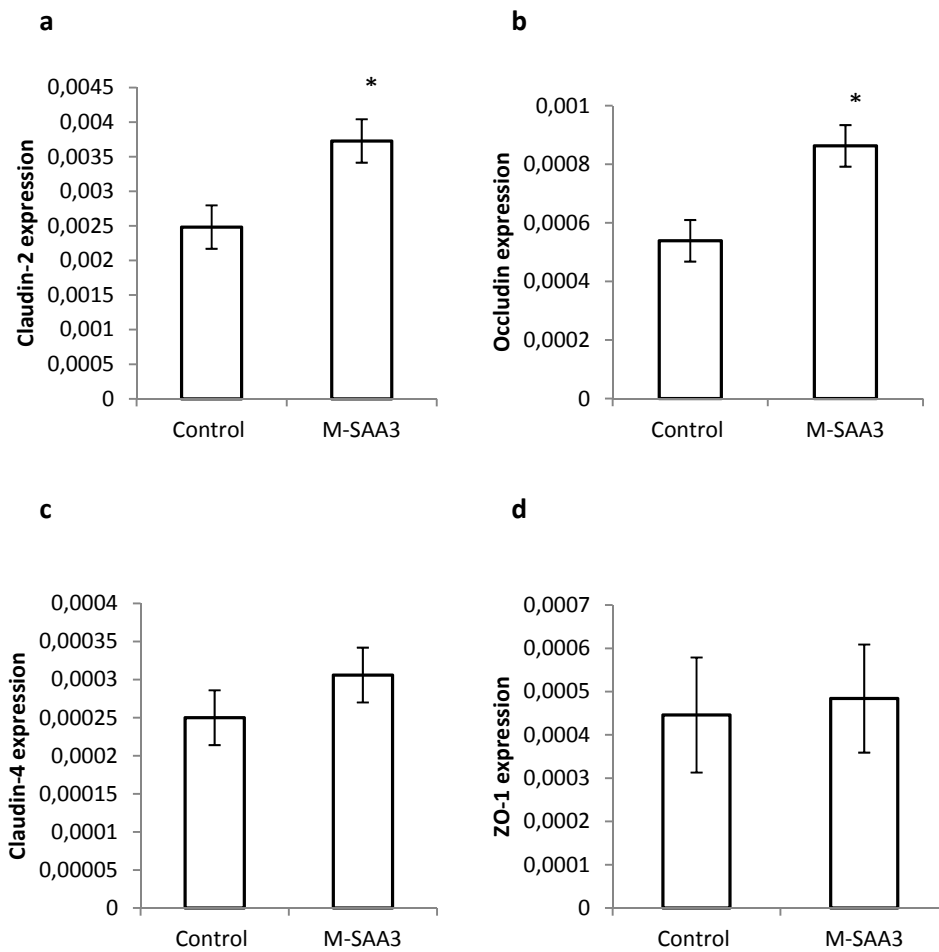 a
*
Claudin-2 expression
0,0045
0,004
0,0035
0,003
0,0025
0,002
0,0015
0,001
0,0005
0
Control
M-SAA3
b
*
Occludin expression
0,001
0,0008
0,0006
0,0004
0,0002
0
Control
M-SAA3
c
Claudin-4 expression
0,0004
0,00035
0,0003
0,00025
0,0002
0,00015
0,0001
0,00005
0
Control
M-SAA3
d
ZO-1 expression
0,0007
0,0006
0,0005
0,0004
0,0003
0,0002
0,0001
0
Control
M-SAA3